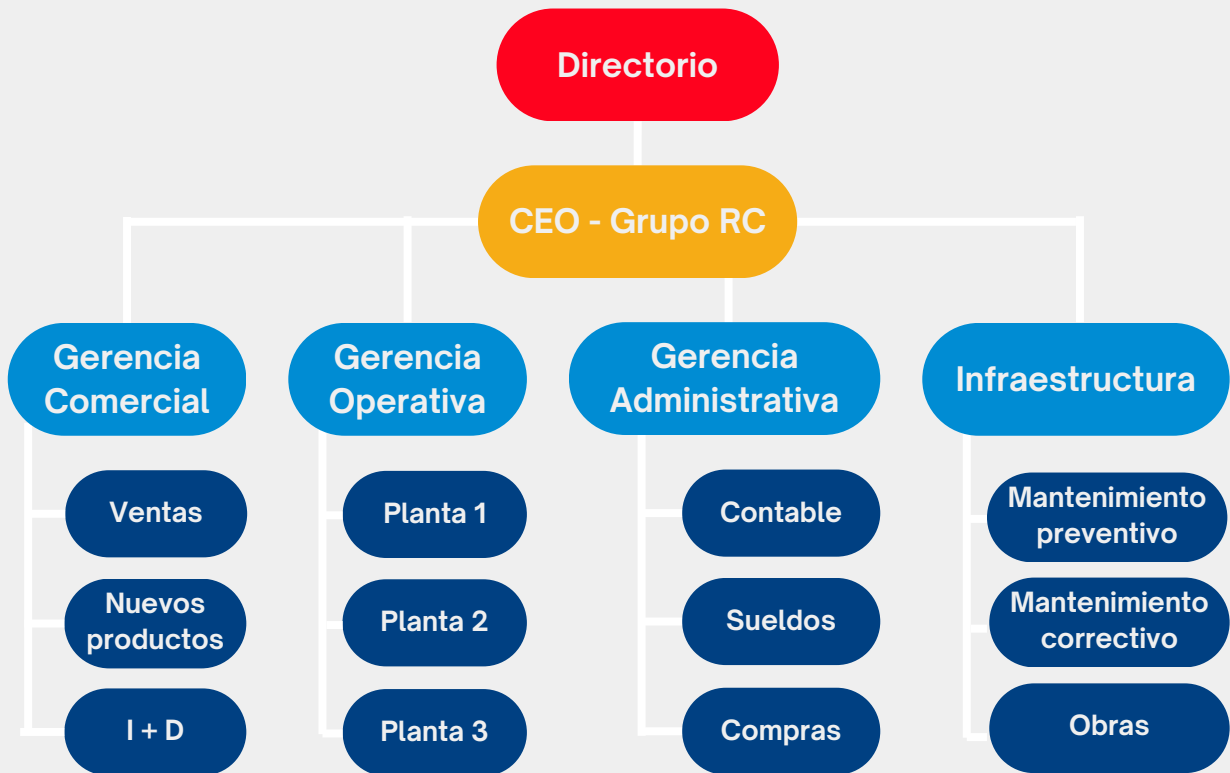 Directorio
CEO - Grupo RC
Gerencia
Comercial
Gerencia
Operativa
Gerencia
Administrativa
Infraestructura
Ventas
Nuevos
productos
I + D
Planta 1
Planta 2
Planta 3
Contable
Sueldos
Compras
Mantenimiento
preventivo
Mantenimiento
correctivo
Obras